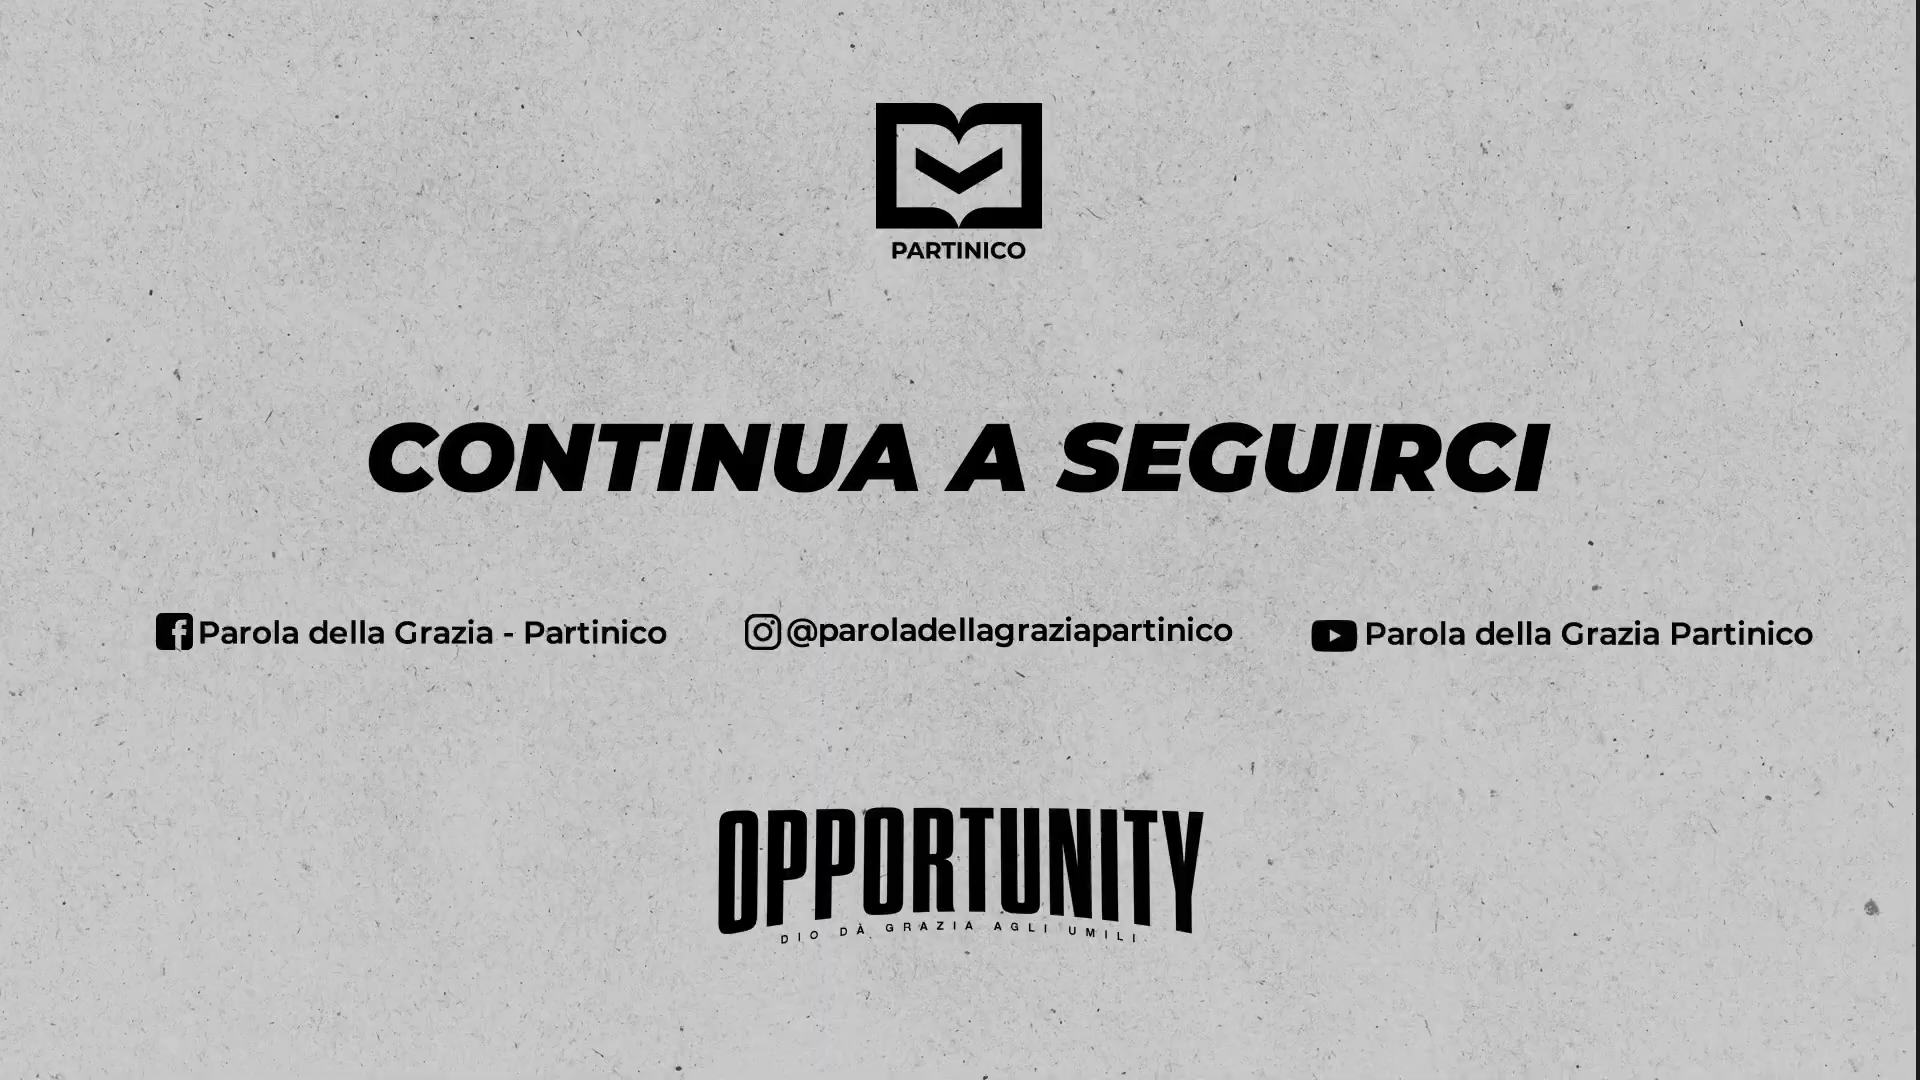 PARTINICO
CONTINUA A SEGUIRCI
Parola della Grazia - Partinico
@paroladellagraziapartinico
Parola della Grazia Partinico
OPPORTUNITY
DIO DÀ GRAZIA AGLI UMILI